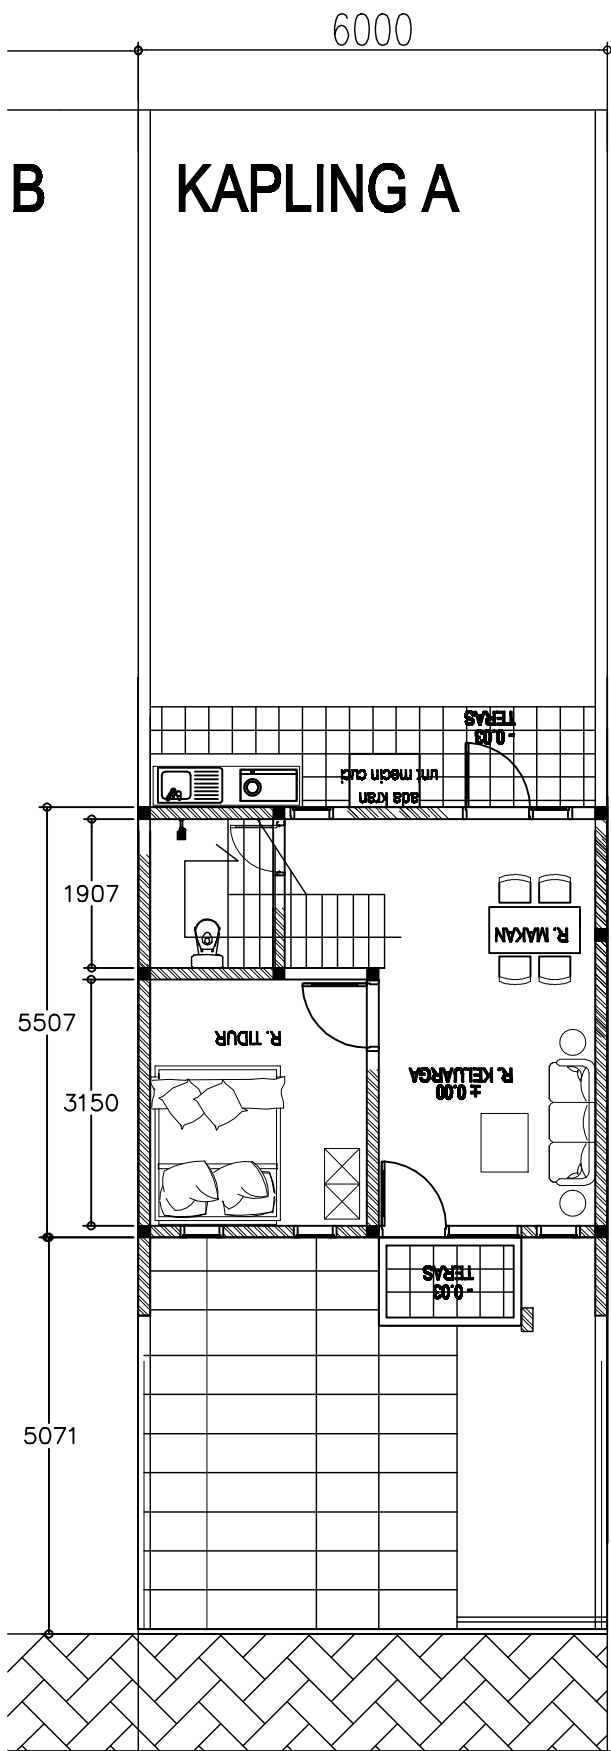 6000
B
KAPLING A
TERAS
- 0.03
ada kran
unt mecin cuci
1907
R. MAKAN
5507
R. TIDUR
R. KELUARGA
± 0.00
3150
TERAS
- 0.03
5071